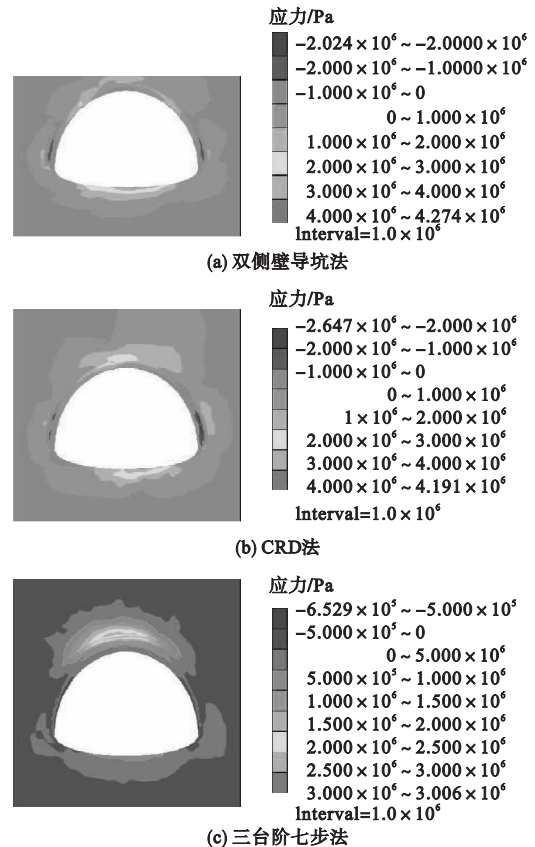 应力/Pa
−2.024×10⁶~−2.0000×10⁶
−2.000×10⁶~−1.0000×10⁶
−1.000×10⁶~0
0~1.000×10⁶
1.000×10⁶~2.000×10⁶
2.000×10⁶~3.000×10⁶
3.000×10⁶~4.000×10⁶
4.000×10⁶~4.274×10⁶
Interval=1.0×10⁶
(a) 双侧壁导坑法
应力/Pa
−2.647×10⁶~−2.000×10⁶
−2.000×10⁶~−1.000×10⁶
−1.000×10⁶~0
0~1.000×10⁶
1×10⁶~2.000×10⁶
2.000×10⁶~3.000×10⁶
3.000×10⁶~4.000×10⁶
4.000×10⁶~4.191×10⁶
Interval=1.0×10⁶
(b) CRD法
应力/Pa
−6.529×10⁵~−5.000×10⁵
−5.000×10⁵~0
0~5.000×10⁶
5.000×10⁵~1.000×10⁶
1.000×10⁶~1.500×10⁶
1.500×10⁶~2.000×10⁶
2.000×10⁶~2.500×10⁶
2.500×10⁶~3.000×10⁶
3.000×10⁶~3.006×10⁶
Interval=1.0×10⁶
(c) 三台阶七步法